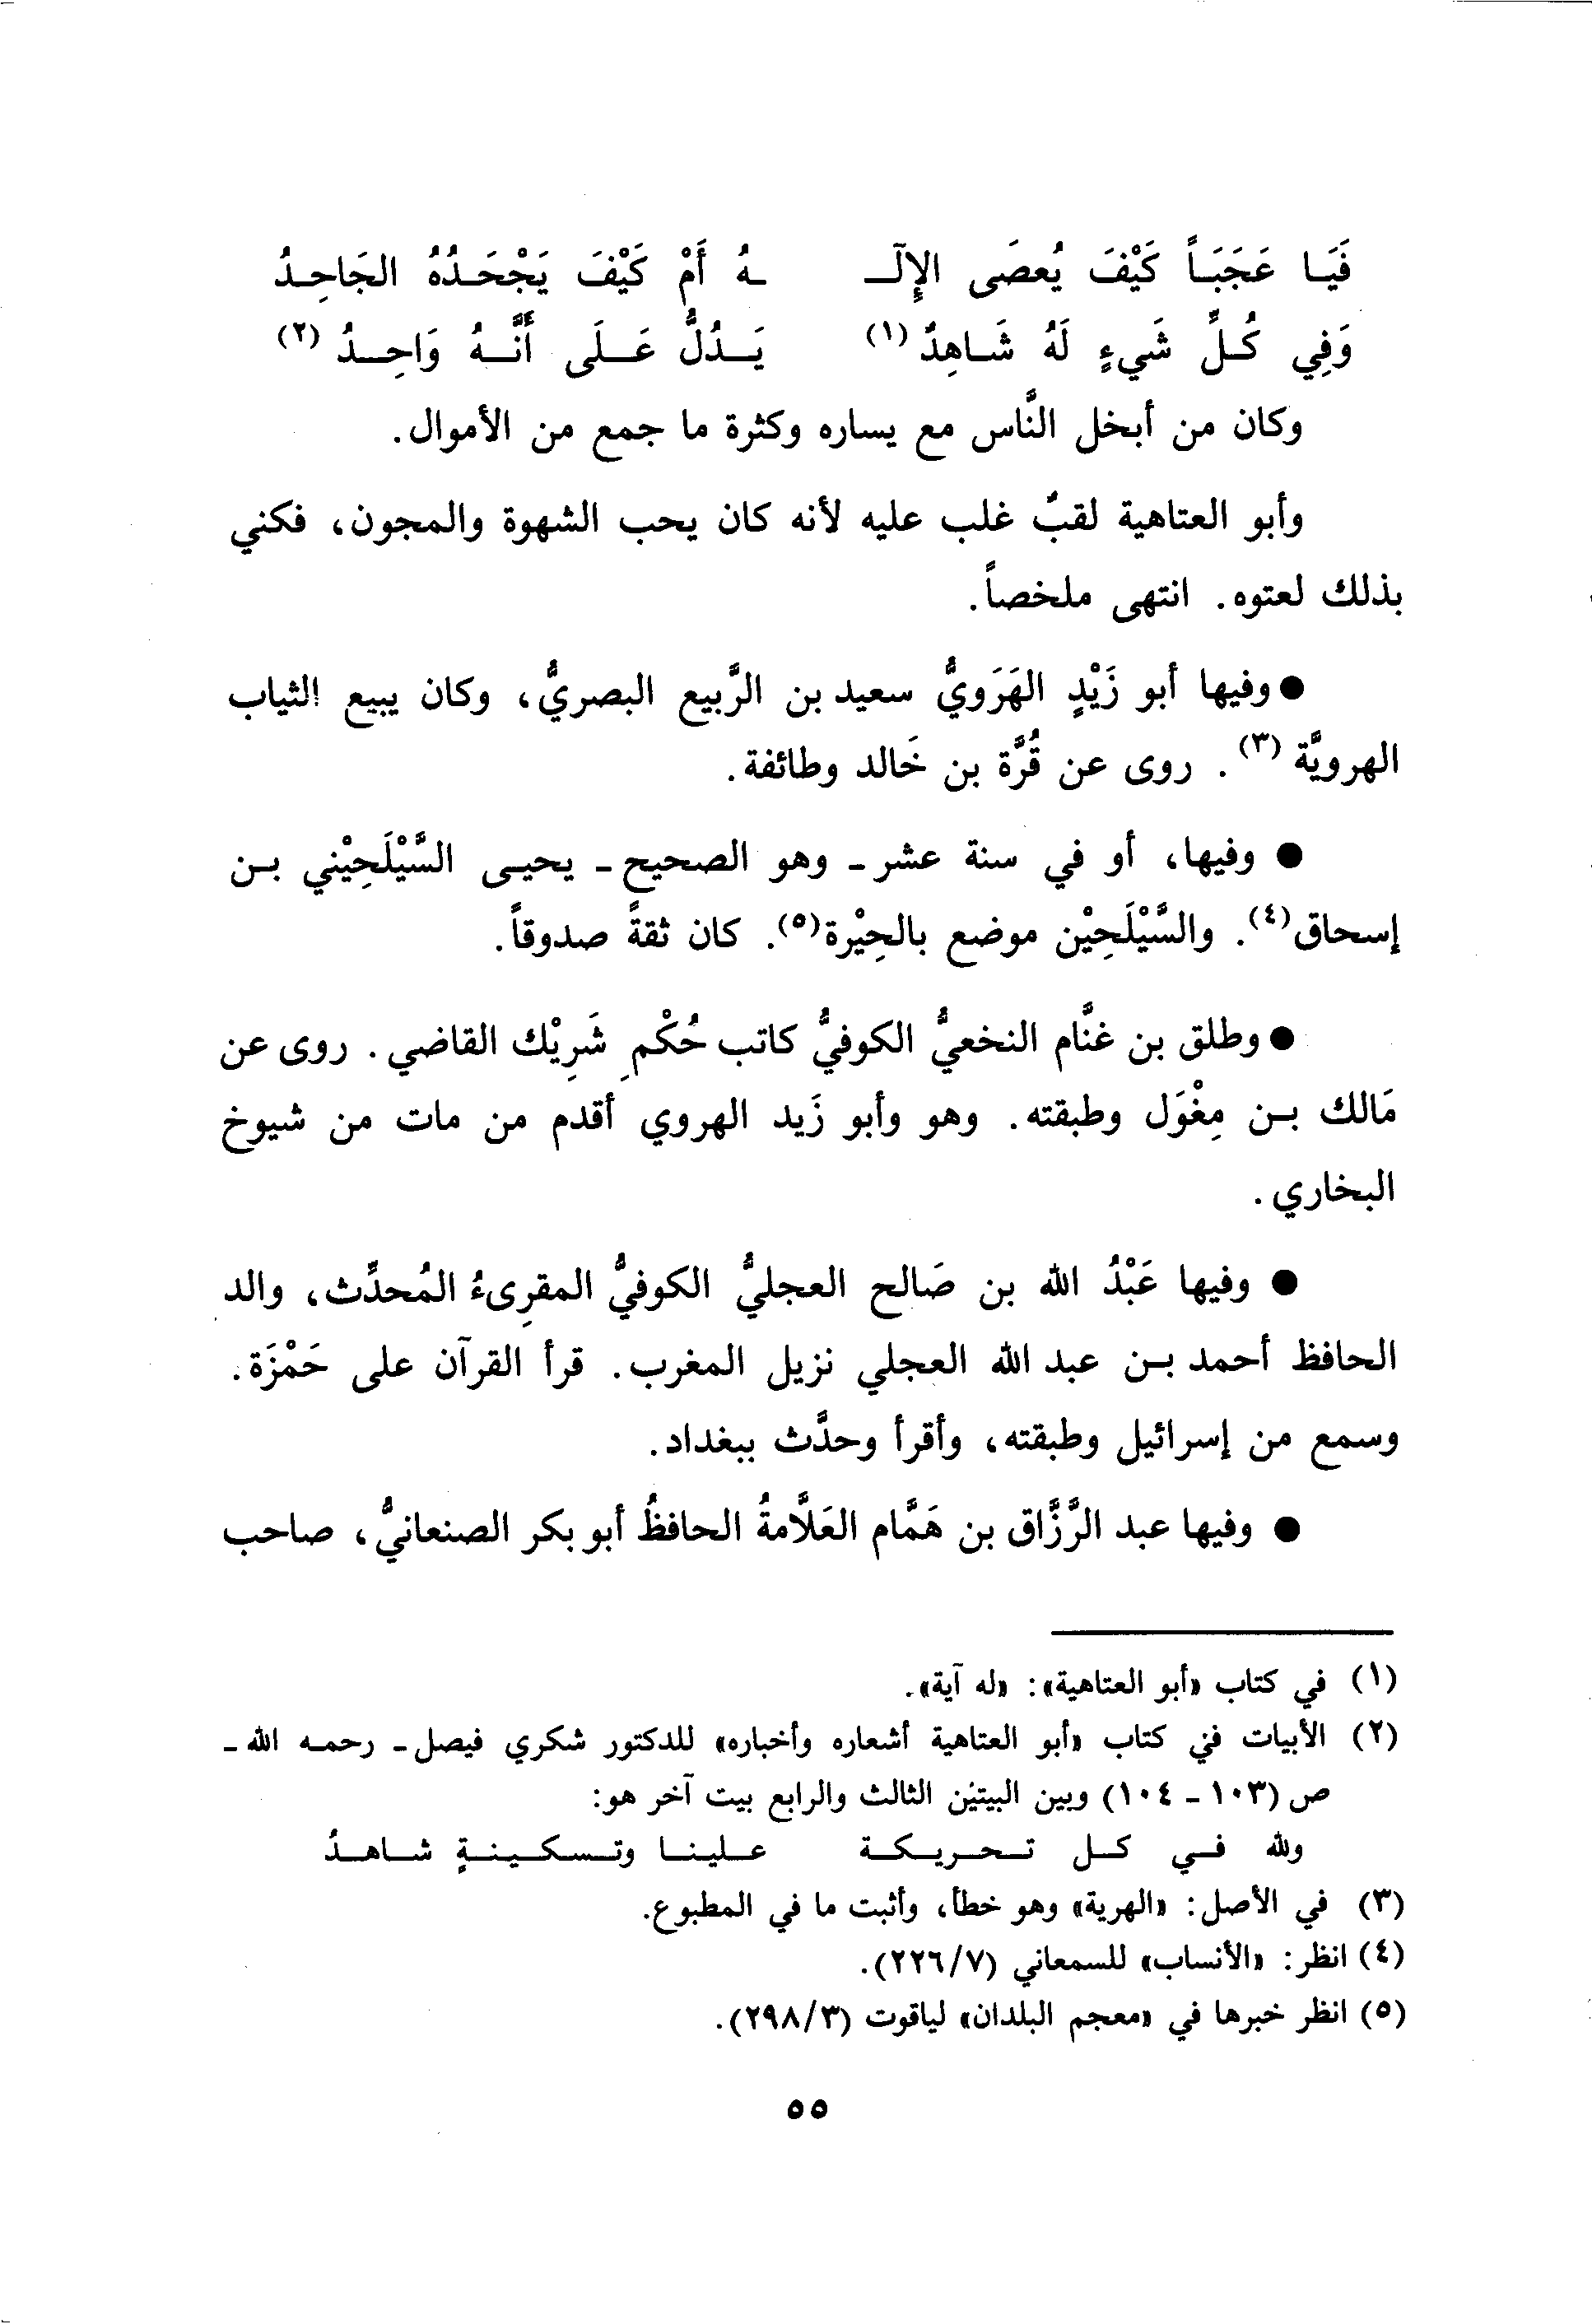 فَيَا عَجَبَاً كَيْفَ يُعصَى الإِلَـ ـهُ أَمْ كَيْفَ يَجْحَدُهُ الجَاحِدُ
وَفِي كُلِّ شَيءٍ لَهُ شَاهِدٌ (١) يَدُلُّ عَلَى أَنَّهُ وَاحِدُ (٢)
وكان من أبخل النَّاس مع يساره وكثرة ما جمع من الأموال.
وأبو العتاهية لقبٌ غلب عليه لأنه كان يحب الشهوة والمجون، فكني
بذلك لعتوه. انتهى ملخصاً.
● وفيها أبو زَيْدٍ الهَرَويُّ سعيد بن الرَّبيع البصريُّ، وكان يبيع الثياب
الهرويَّة (٣). روى عن قُرَّة بن خَالد وطائفة.
● وفيها، أو في سنة عشر ـ وهو الصحيح ـ يحيى السَّيْلَحِيْني بن
إسحاق (٤). والسَّيْلَحِيْن موضع بالحِيْرة (٥). كان ثقةً صدوقاً.
● وطلق بن غنَّام النخعيُّ الكوفيُّ كاتب حُكْمِ شَرِيْك القاضي. روى عن
مَالك بن مِغْوَل وطبقته. وهو وأبو زَيد الهروي أقدم من مات من شيوخ
البخاري.
● وفيها عَبْدُ الله بن صَالح العجليُّ الكوفيُّ المقرِىءُ المُحدِّث، والد
الحافظ أحمد بن عبد الله العجلي نزيل المغرب. قرأ القرآن على حَمْزَة.
وسمع من إسرائيل وطبقته، وأقرأ وحدَّث ببغداد.
● وفيها عبد الرَّزَّاق بن هَمَّام العَلَّامةُ الحافظُ أبو بكر الصنعانيُّ، صاحب
(١) في كتاب «أبو العتاهية»: «له آية».
(٢) الأبيات في كتاب «أبو العتاهية أشعاره وأخباره» للدكتور شكري فيصل ـ رحمه الله ـ
ص (١٠٣ - ١٠٤) وبين البيتين الثالث والرابع بيت آخر هو:
ولله في كل تحريكة علينا وتسكينةٍ شاهدُ
(٣) في الأصل: «الهرية» وهو خطأ، وأثبت ما في المطبوع.
(٤) انظر: «الأنساب» للسمعاني (٢٢٦/٧).
(٥) انظر خبرها في «معجم البلدان» لياقوت (٢٩٨/٣).
٥٥